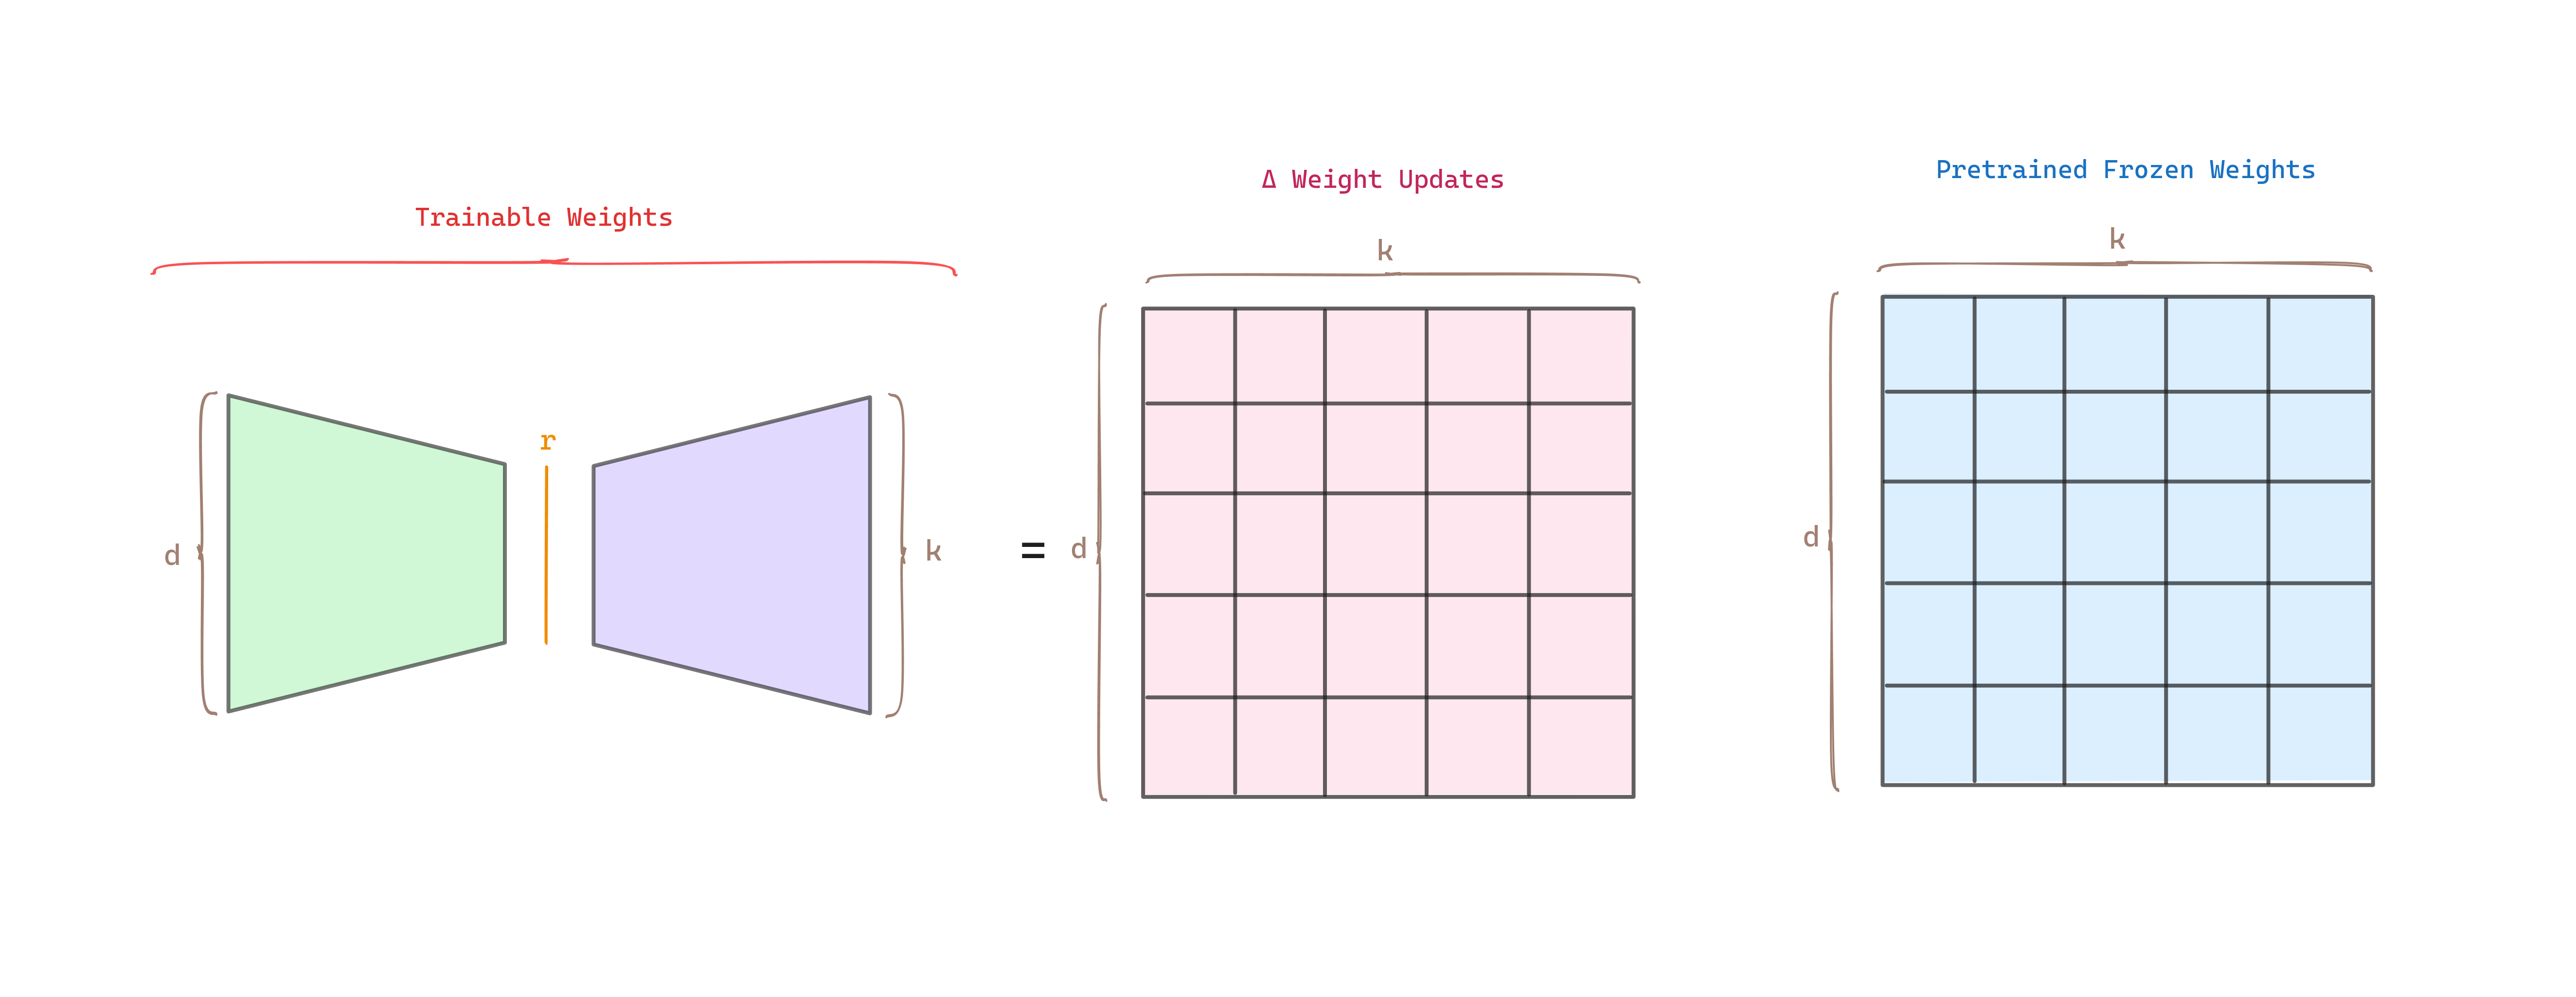 Trainable Weights
Δ Weight Updates
Pretrained Frozen Weights
d
r
k
=
d
k
d
k